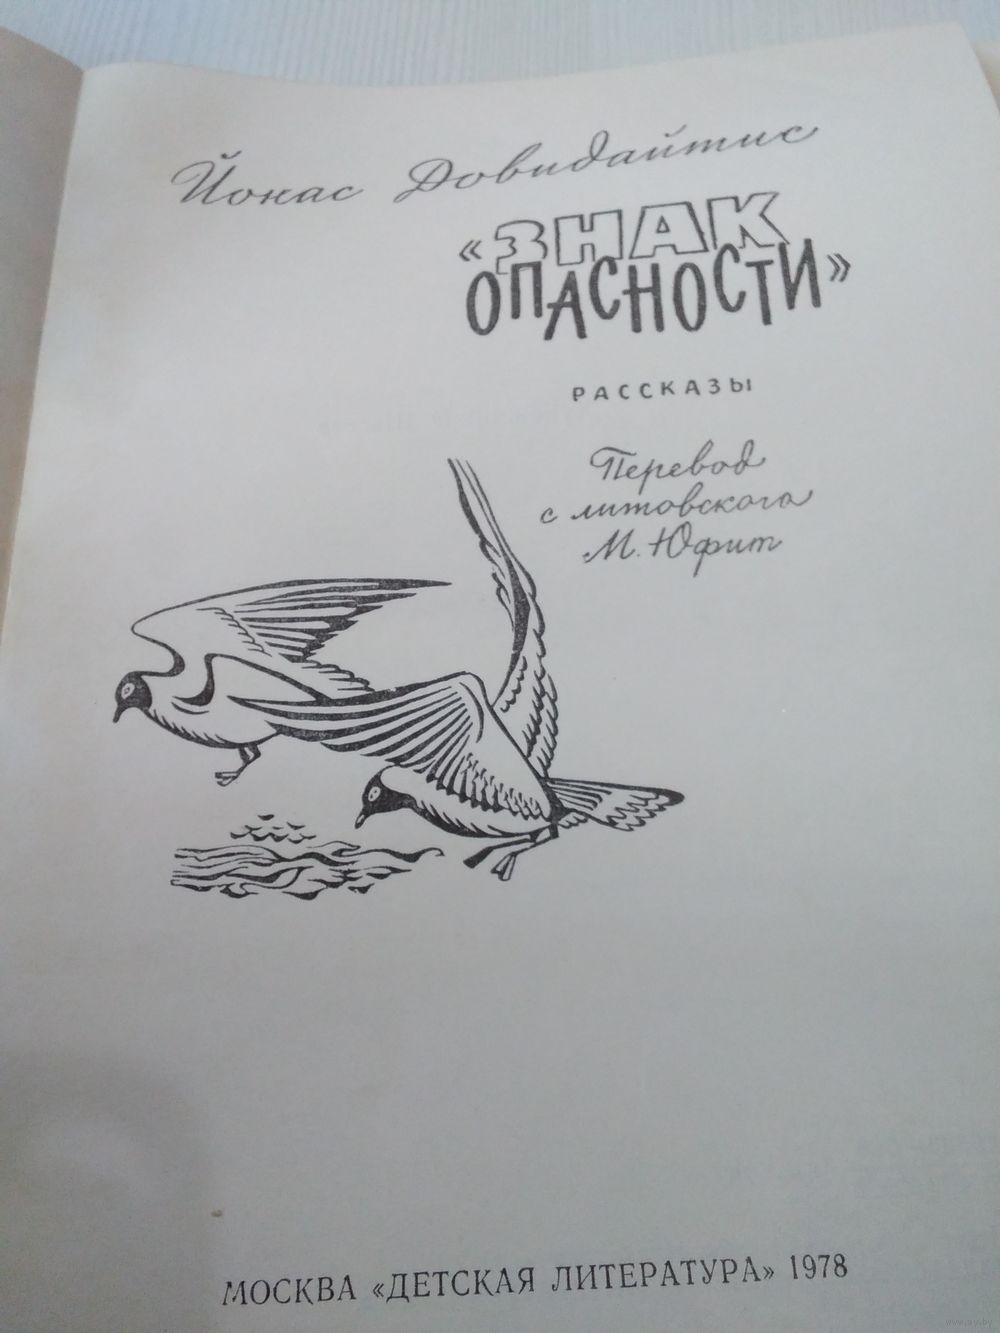 Йонас Довидайтис
«ЗНАК
ОПАСНОСТИ»
РАССКАЗЫ
Перевод
с литовского
М. Юфит
МОСКВА «ДЕТСКАЯ ЛИТЕРАТУРА» 1978